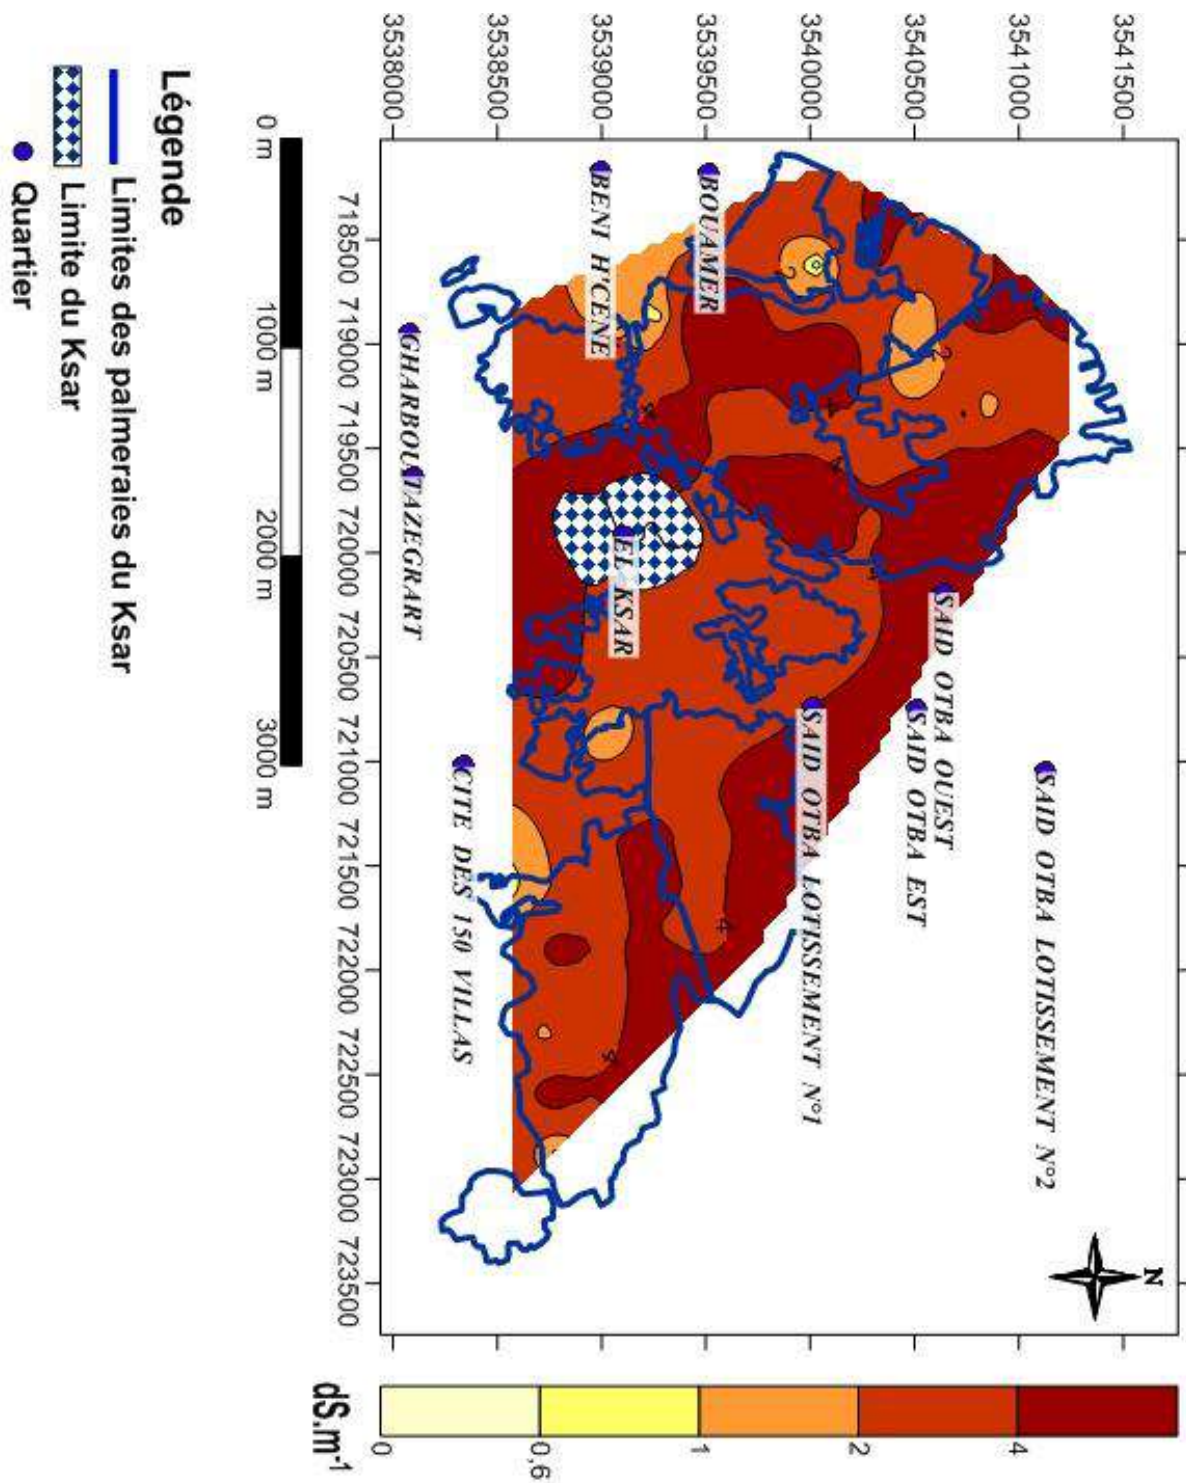 N
3541500
3541000
3540500
3540000
3539500
3539000
3538500
3538000
SAID OTBA LOTISSEMENT N°2
SAID OTBA OUEST
SAID OTBA EST
SAID OTBA LOTISSEMENT N°1
BOUAMER
EL KSAR
BENI H'CENE
CITE DES 150 VILLAS
TAZEGRART
GHARBOU
718500 719000 719500 720000 720500 721000 721500 722000 722500 723000 723500
4
2
1
0,6
0
dS.m⁻¹
0 m 1000 m 2000 m 3000 m
Légende
Limites des palmeraies du Ksar
Limite du Ksar
Quartier